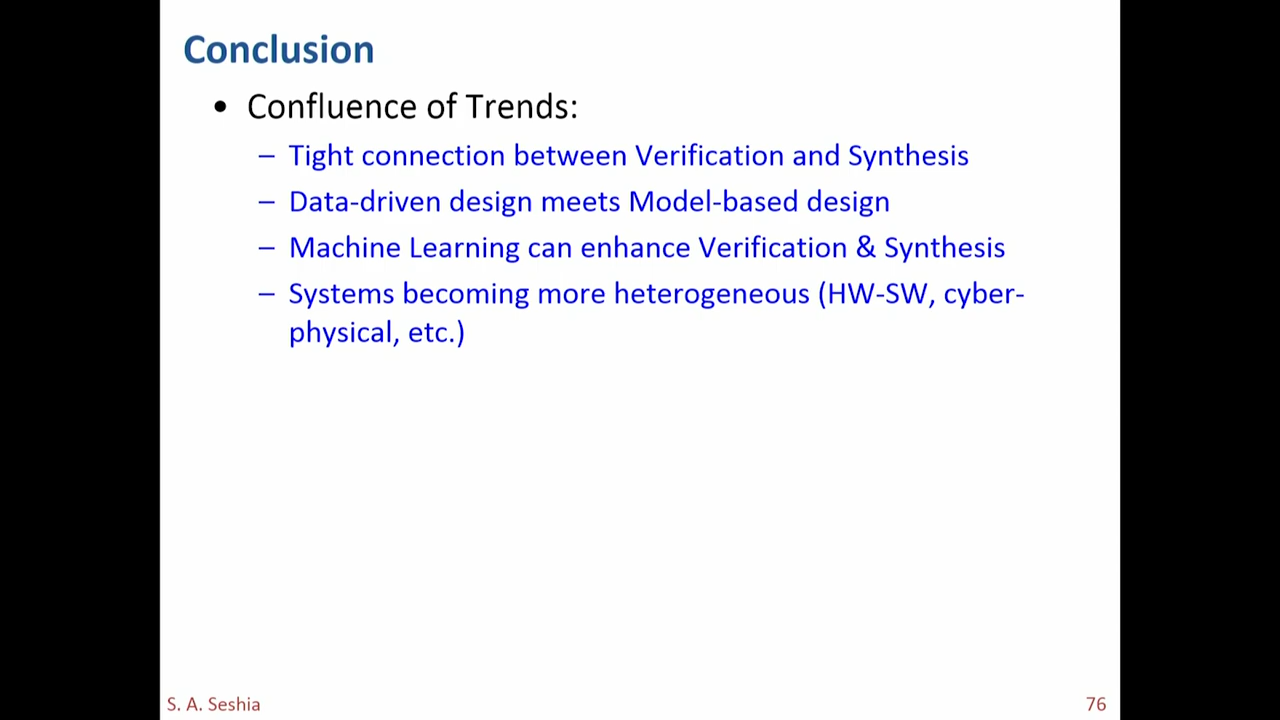 Conclusion
• Confluence of Trends:
– Tight connection between Verification and Synthesis
– Data-driven design meets Model-based design
– Machine Learning can enhance Verification & Synthesis
– Systems becoming more heterogeneous (HW-SW, cyber-
physical, etc.)
S. A. Seshia
76